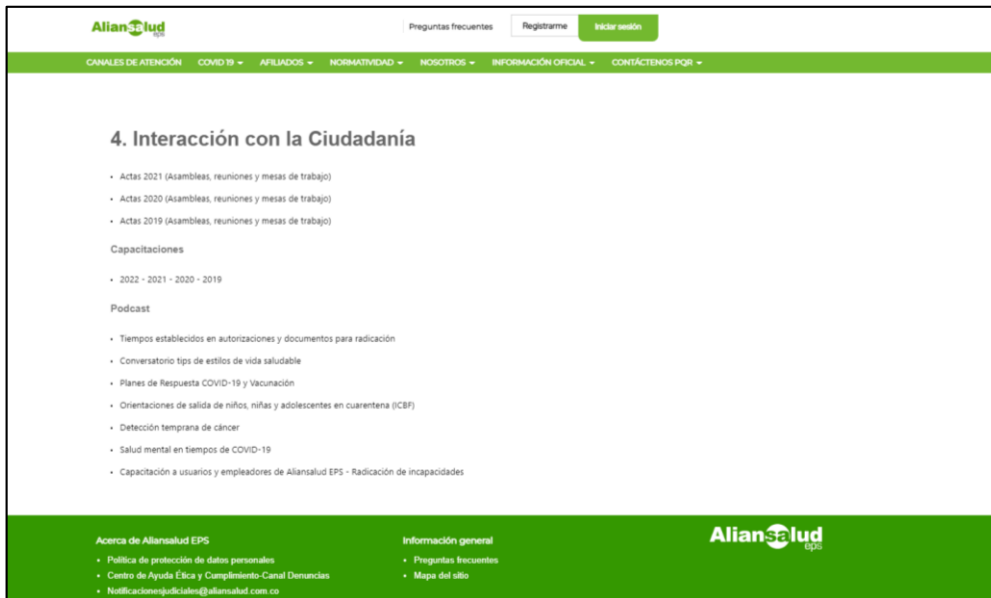 Aliansalud
eps
Preguntas frecuentes
Registrarme
Iniciar sesión
CANALES DE ATENCIÓN COVID 19 AFILIADOS NORMATIVIDAD NOSOTROS INFORMACIÓN OFICIAL CONTÁCTENOS PQR
4. Interacción con la Ciudadanía
• Actas 2021 (Asambleas, reuniones y mesas de trabajo)
• Actas 2020 (Asambleas, reuniones y mesas de trabajo)
• Actas 2019 (Asambleas, reuniones y mesas de trabajo)
Capacitaciones
• 2022 - 2021 - 2020 - 2019
Podcast
• Tiempos establecidos en autorizaciones y documentos para radicación
• Conversatorio tips de estilos de vida saludable
• Planes de Respuesta COVID-19 y Vacunación
• Orientaciones de salida de niños, niñas y adolescentes en cuarentena (ICBF)
• Detección temprana de cáncer
• Salud mental en tiempos de COVID-19
• Capacitación a usuarios y empleadores de Aliansalud EPS - Radicación de incapacidades
Acerca de Aliansalud EPS
• Política de protección de datos personales
• Centro de Ayuda Ética y Cumplimiento-Canal Denuncias
• Notificacionesjudiciales@aliansalud.com.co
Información general
• Preguntas frecuentes
• Mapa del sitio
Aliansalud
eps